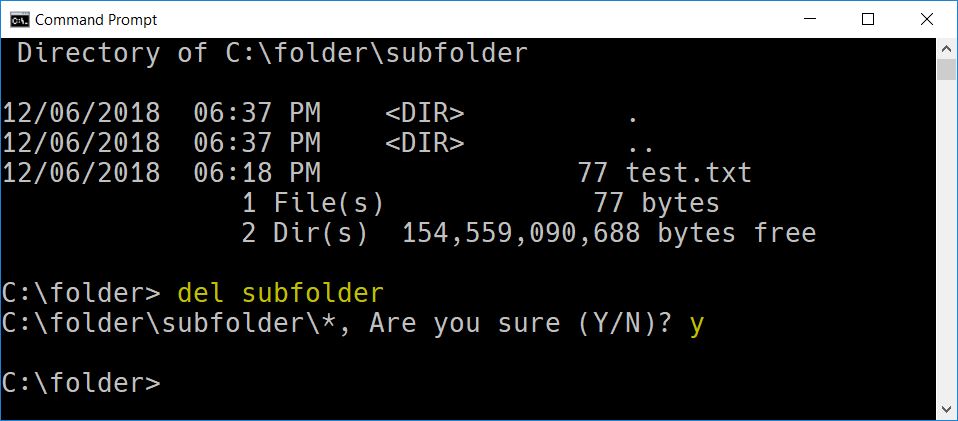 Command Prompt
Directory of C:\folder\subfolder
12/06/2018  06:37 PM    <DIR>          .
12/06/2018  06:37 PM    <DIR>          ..
12/06/2018  06:18 PM                77 test.txt
1 File(s)             77 bytes
2 Dir(s)  154,559,090,688 bytes free
C:\folder> del subfolder
C:\folder\subfolder\*, Are you sure (Y/N)? y
C:\folder>